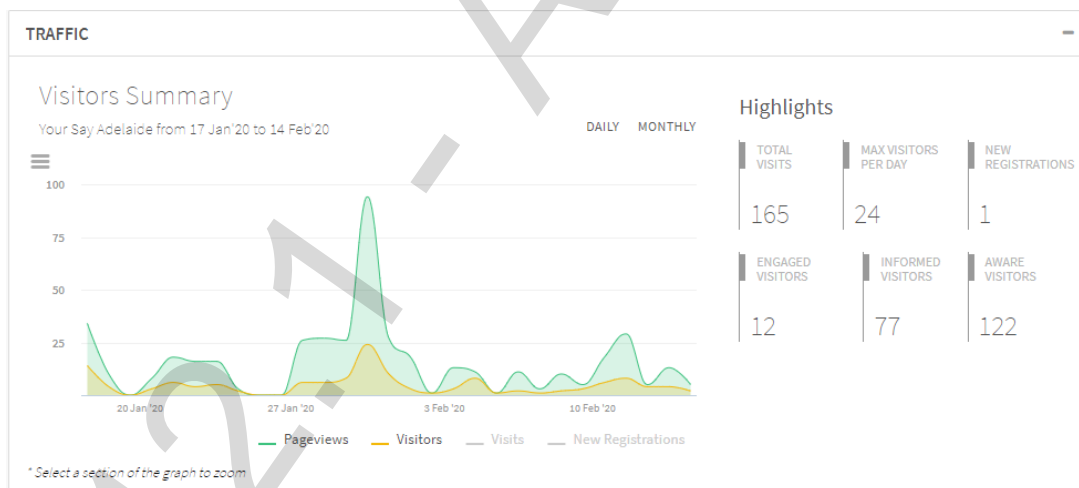 TRAFFIC
Visitors Summary
Your Say Adelaide from 17 Jan'20 to 14 Feb'20
DAILY MONTHLY
100
75
50
25
20 Jan '20 27 Jan '20 3 Feb '20 10 Feb '20
Pageviews Visitors Visits New Registrations
* Select a section of the graph to zoom
Highlights
TOTAL VISITS
165
MAX VISITORS PER DAY
24
NEW REGISTRATIONS
1
ENGAGED VISITORS
12
INFORMED VISITORS
77
AWARE VISITORS
122